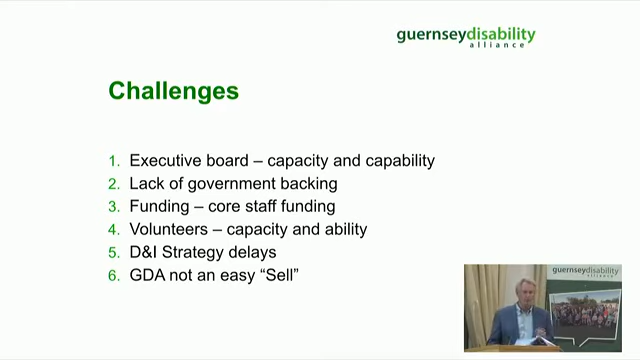 guernseydisability
alliance
Challenges
1. Executive board – capacity and capability
2. Lack of government backing
3. Funding – core staff funding
4. Volunteers – capacity and ability
5. D&I Strategy delays
6. GDA not an easy “Sell”
guernseydisability
alliance